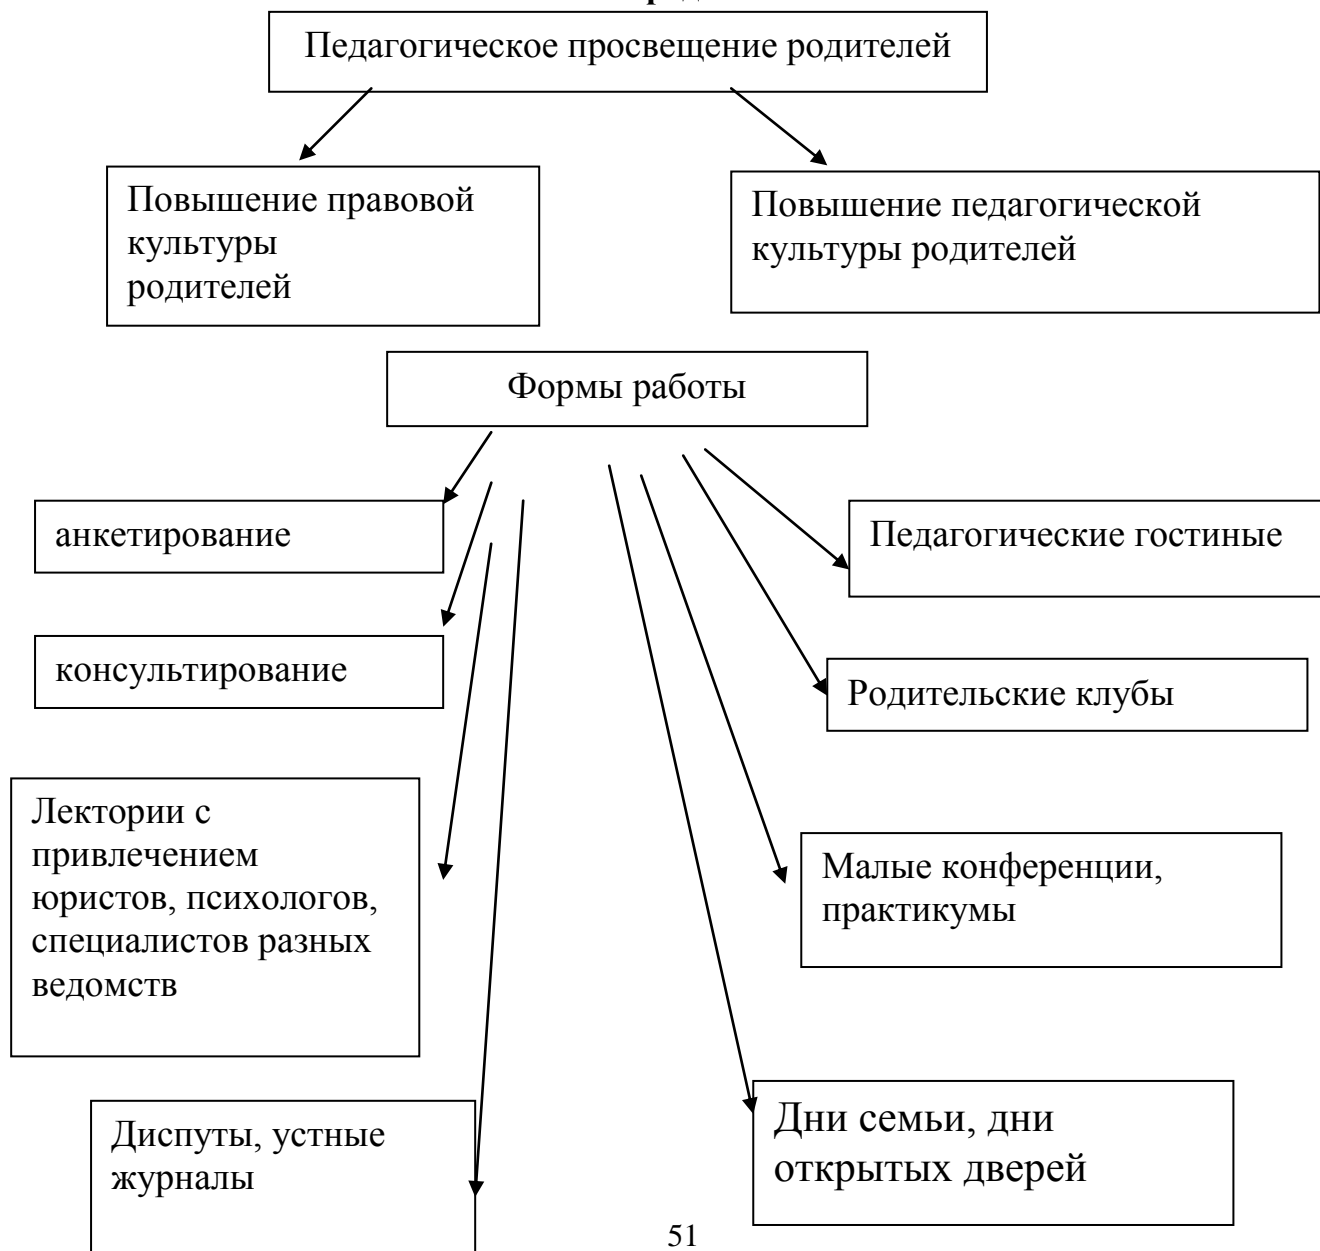 Педагогическое просвещение родителей
Повышение правовой
культуры
родителей
Повышение педагогической
культуры родителей
Формы работы
анкетирование
Педагогические гостиные
консультирование
Родительские клубы
Лектории с
привлечением
юристов, психологов,
специалистов разных
ведомств
Малые конференции,
практикумы
Диспуты, устные
журналы
Дни семьи, дни
открытых дверей
51